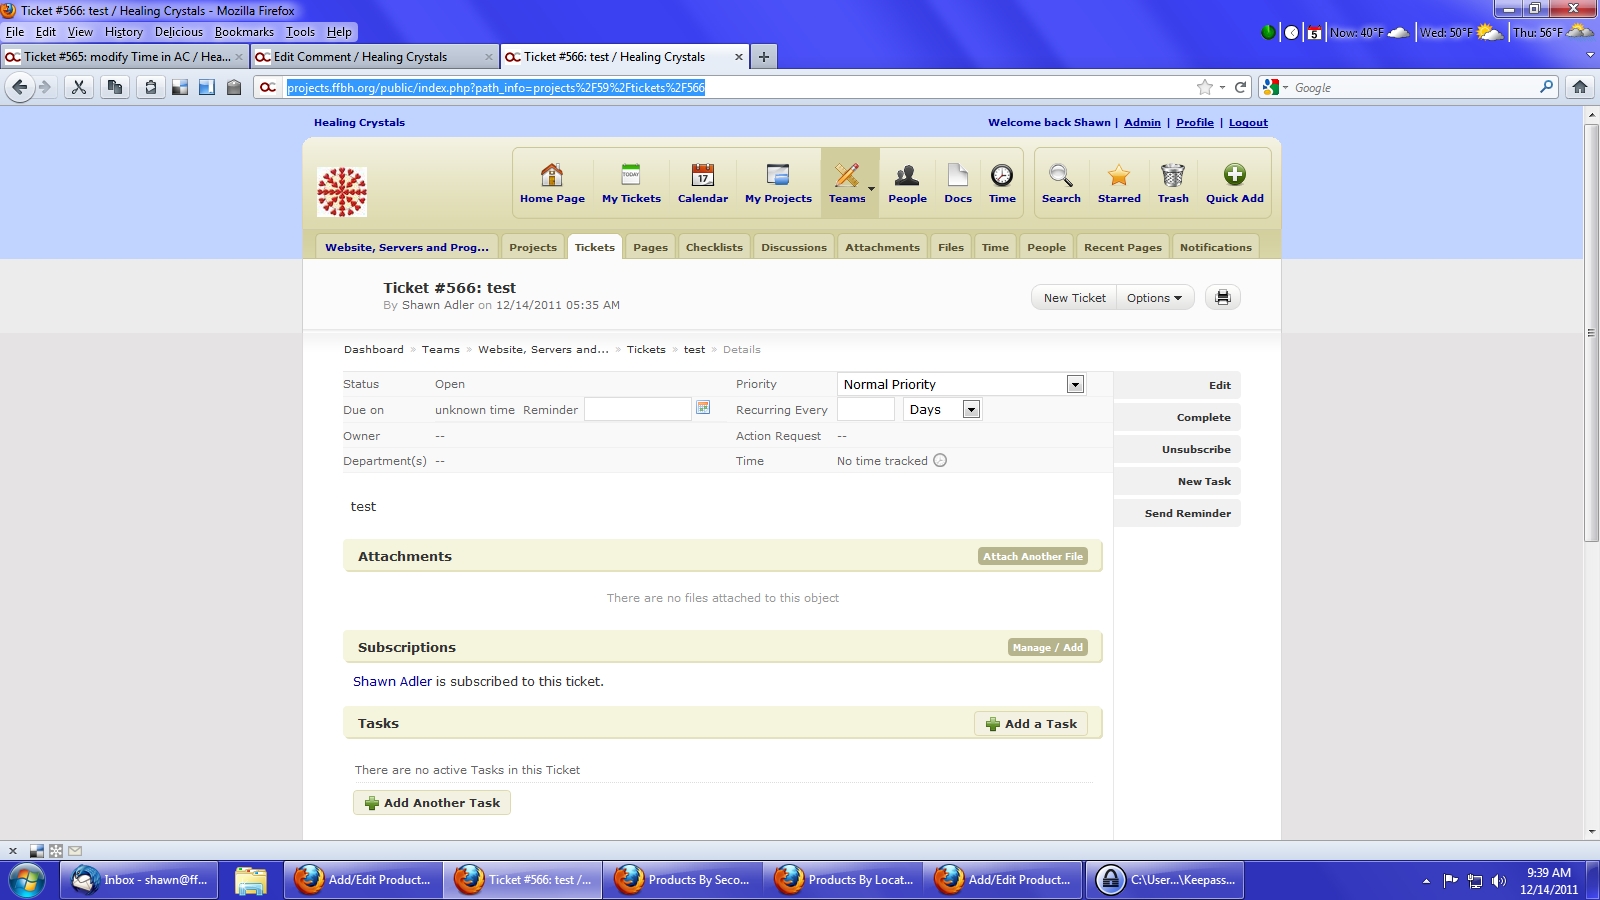 Ticket #566: test / Healing Crystals - Mozilla Firefox
File Edit View History Delicious Bookmarks Tools Help
5 Now: 40°F Wed: 50°F Thu: 56°F
Ticket #565: modify Time in AC / Hea... Edit Comment / Healing Crystals Ticket #566: test / Healing Crystals
projects.ffbh.org/public/index.php?path_info=projects%2F59%2Ftickets%2F566 Google
Healing Crystals Welcome back Shawn | Admin | Profile | Logout
TODAY 17
Home Page My Tickets Calendar My Projects Teams People Docs Time Search Starred Trash Quick Add
Website, Servers and Prog... Projects Tickets Pages Checklists Discussions Attachments Files Time People Recent Pages Notifications
Ticket #566: test
By Shawn Adler on 12/14/2011 05:35 AM
New Ticket Options
Dashboard » Teams » Website, Servers and... » Tickets » test » Details
Status Open Priority Normal Priority
Due on unknown time Reminder Recurring Every Days
Owner -- Action Request --
Department(s) -- Time No time tracked
Edit
Complete
Unsubscribe
New Task
Send Reminder
test
Attachments Attach Another File
There are no files attached to this object
Subscriptions Manage / Add
Shawn Adler is subscribed to this ticket.
Tasks Add a Task
There are no active Tasks in this Ticket
Add Another Task
Inbox - shawn@ff... Add/Edit Product... Ticket #566: test /... Products By Seco... Products By Locat... Add/Edit Product... C:\User...\Keepass...
9:39 AM
12/14/2011